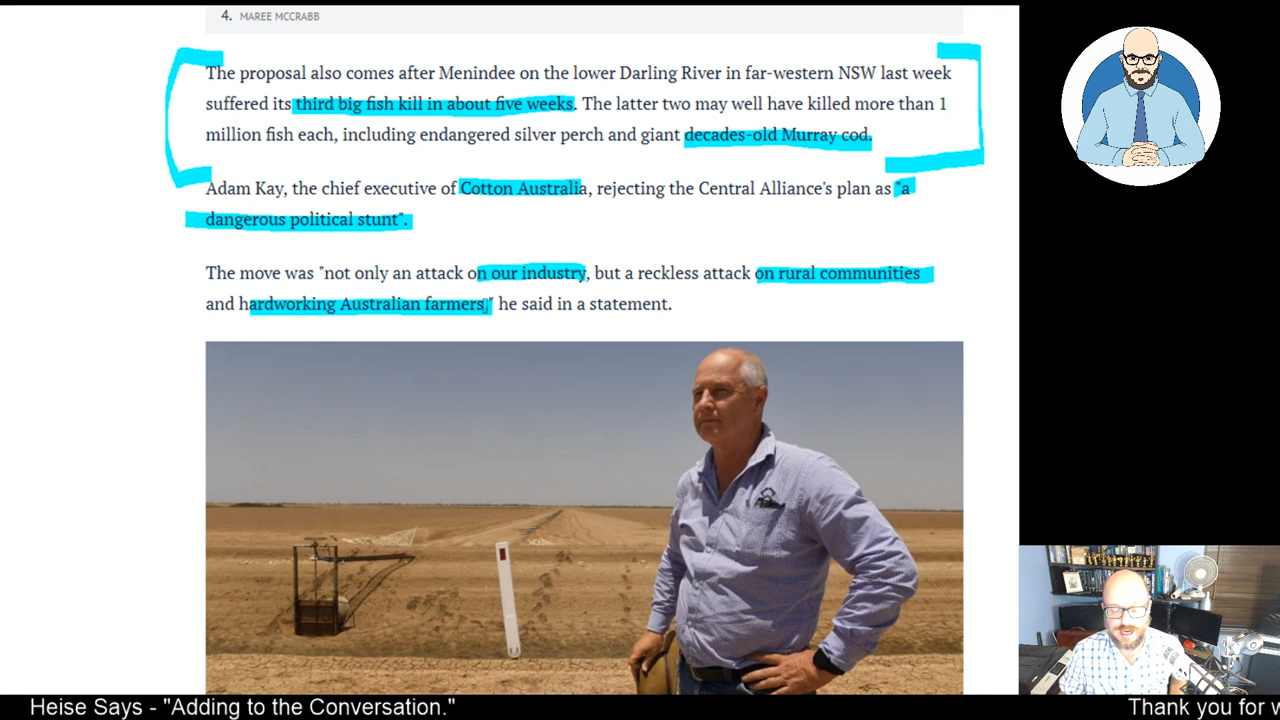 4. MAREE MCCRABB
The proposal also comes after Menindee on the lower Darling River in far-western NSW last week
suffered its third big fish kill in about five weeks. The latter two may well have killed more than 1
million fish each, including endangered silver perch and giant decades-old Murray cod.
Adam Kay, the chief executive of Cotton Australia, rejecting the Central Alliance's plan as "a
dangerous political stunt".
The move was "not only an attack on our industry, but a reckless attack on rural communities
and hardworking Australian farmers," he said in a statement.
Heise Says - "Adding to the Conversation." Thank you for w